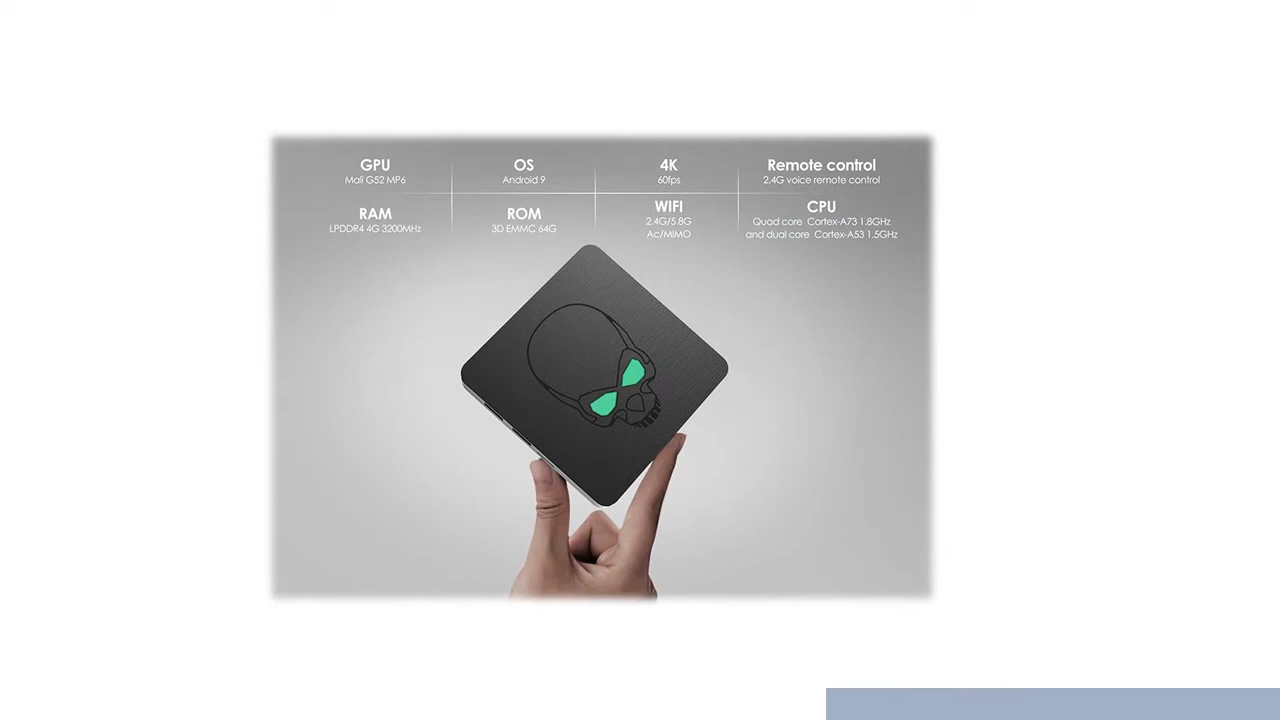 GPU
Mali G52 MP6
OS
Android 9
4K
60fps
Remote control
2.4G voice remote control
RAM
LPDDR4 4G 3200MHz
ROM
3D EMMC 64G
WIFI
2.4G/5.8G
Ac/MIMO
CPU
Quad core Cortex-A73 1.8GHz
and dual core Cortex-A53 1.5GHz